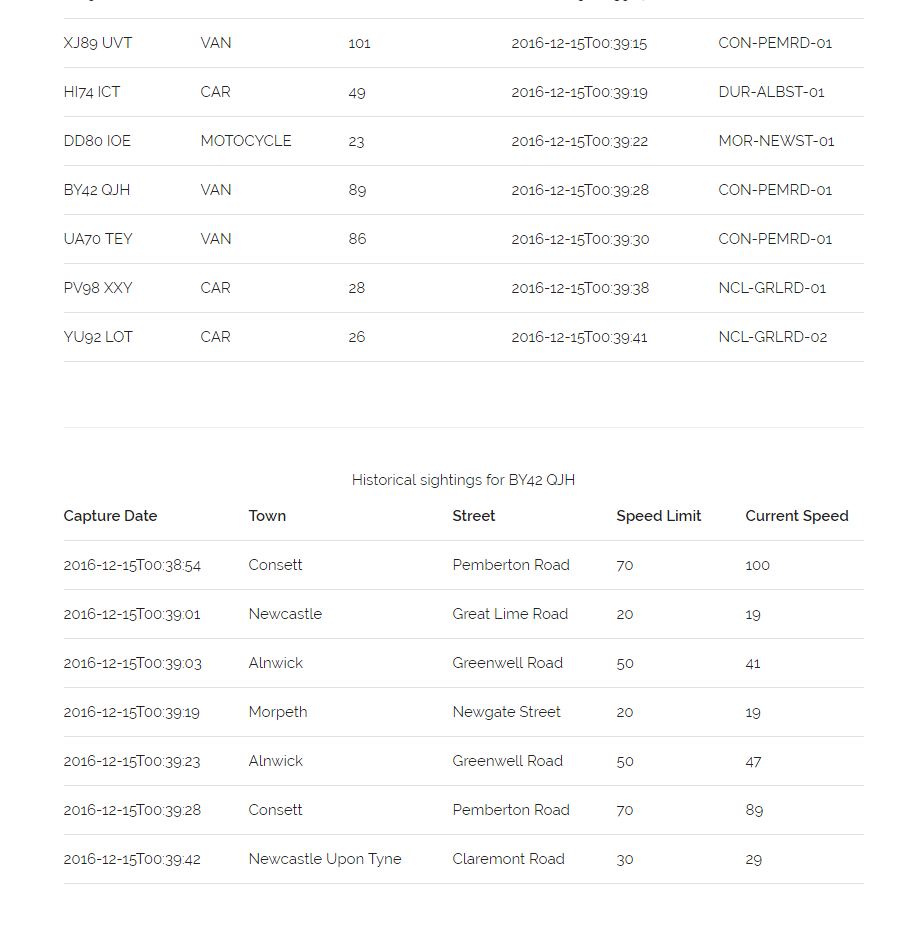 XJ89 UVT VAN 101 2016-12-15T00:39:15 CON-PEMRD-01
HI74 ICT CAR 49 2016-12-15T00:39:19 DUR-ALBST-01
DD80 IOE MOTOCYCLE 23 2016-12-15T00:39:22 MOR-NEWST-01
BY42 QJH VAN 89 2016-12-15T00:39:28 CON-PEMRD-01
UA70 TEY VAN 86 2016-12-15T00:39:30 CON-PEMRD-01
PV98 XXY CAR 28 2016-12-15T00:39:38 NCL-GRLRD-01
YU92 LOT CAR 26 2016-12-15T00:39:41 NCL-GRLRD-02
Historical sightings for BY42 QJH
Capture Date Town Street Speed Limit Current Speed
2016-12-15T00:38:54 Consett Pemberton Road 70 100
2016-12-15T00:39:01 Newcastle Great Lime Road 20 19
2016-12-15T00:39:03 Alnwick Greenwell Road 50 41
2016-12-15T00:39:19 Morpeth Newgate Street 20 19
2016-12-15T00:39:23 Alnwick Greenwell Road 50 47
2016-12-15T00:39:28 Consett Pemberton Road 70 89
2016-12-15T00:39:42 Newcastle Upon Tyne Claremont Road 30 29